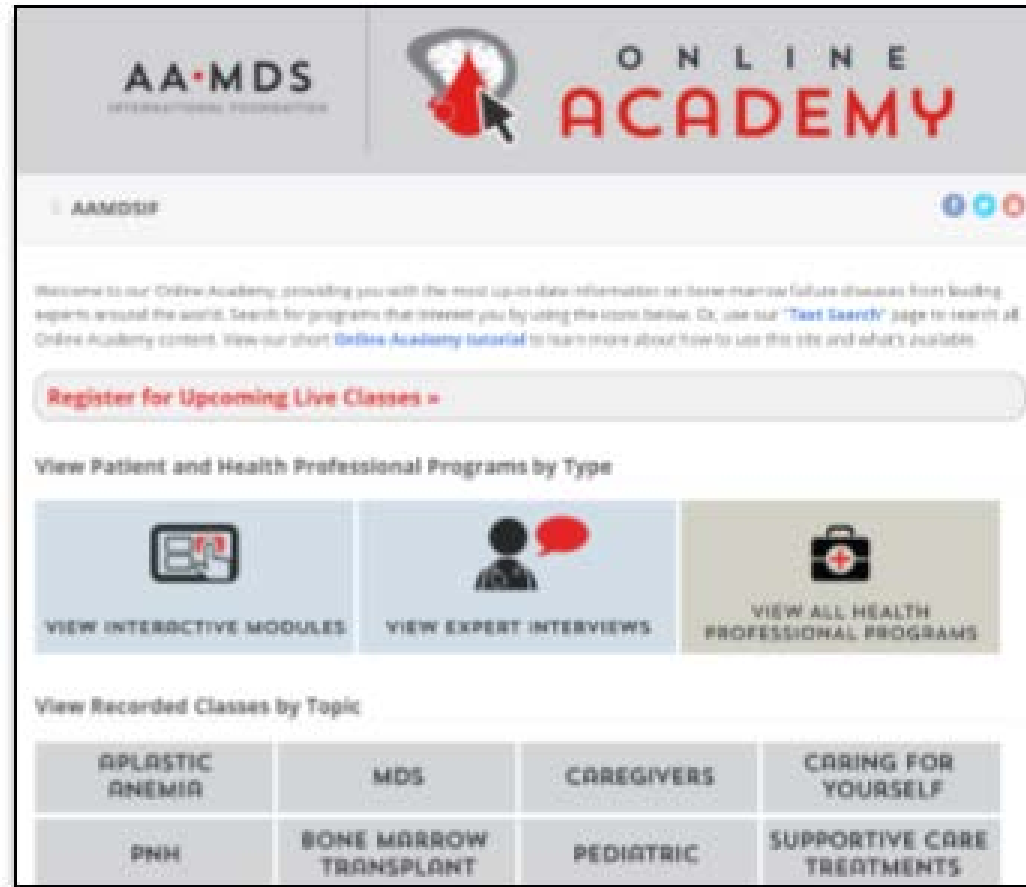 AA·MDS
INTERNATIONAL FOUNDATION
ONLINE
ACADEMY
AAMDSIF
Welcome to our Online Academy, providing you with the most up-to-date information on bone marrow failure diseases from leading
experts around the world. Search for programs that interest you by using the icons below. Or, use our "Text Search" page to search all
Online Academy content. View our short Online Academy tutorial to learn more about how to use this site and what's available.
Register for Upcoming Live Classes »
View Patient and Health Professional Programs by Type
VIEW INTERACTIVE MODULES
VIEW EXPERT INTERVIEWS
VIEW ALL HEALTH
PROFESSIONAL PROGRAMS
View Recorded Classes by Topic
APLASTIC
ANEMIA
MDS
CAREGIVERS
CARING FOR
YOURSELF
PNH
BONE MARROW
TRANSPLANT
PEDIATRIC
SUPPORTIVE CARE
TREATMENTS